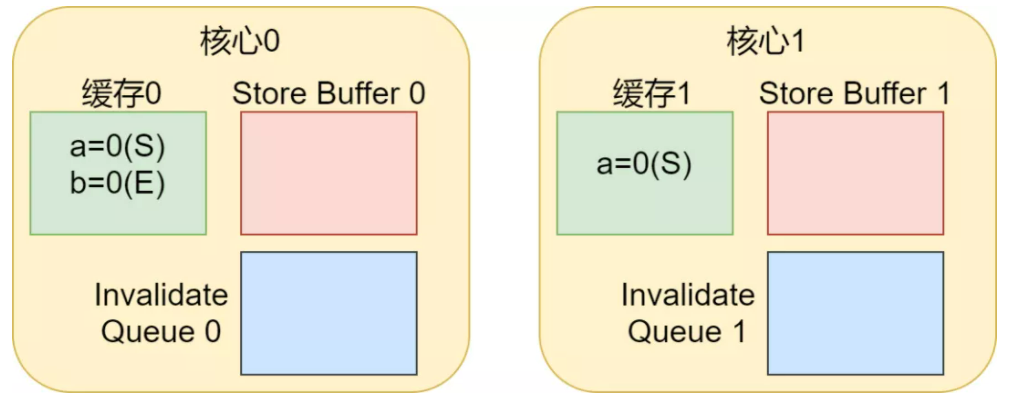 核心0
缓存0
Store Buffer 0
a=0(S)
b=0(E)
Invalidate
Queue 0
核心1
缓存1
Store Buffer 1
a=0(S)
Invalidate
Queue 1